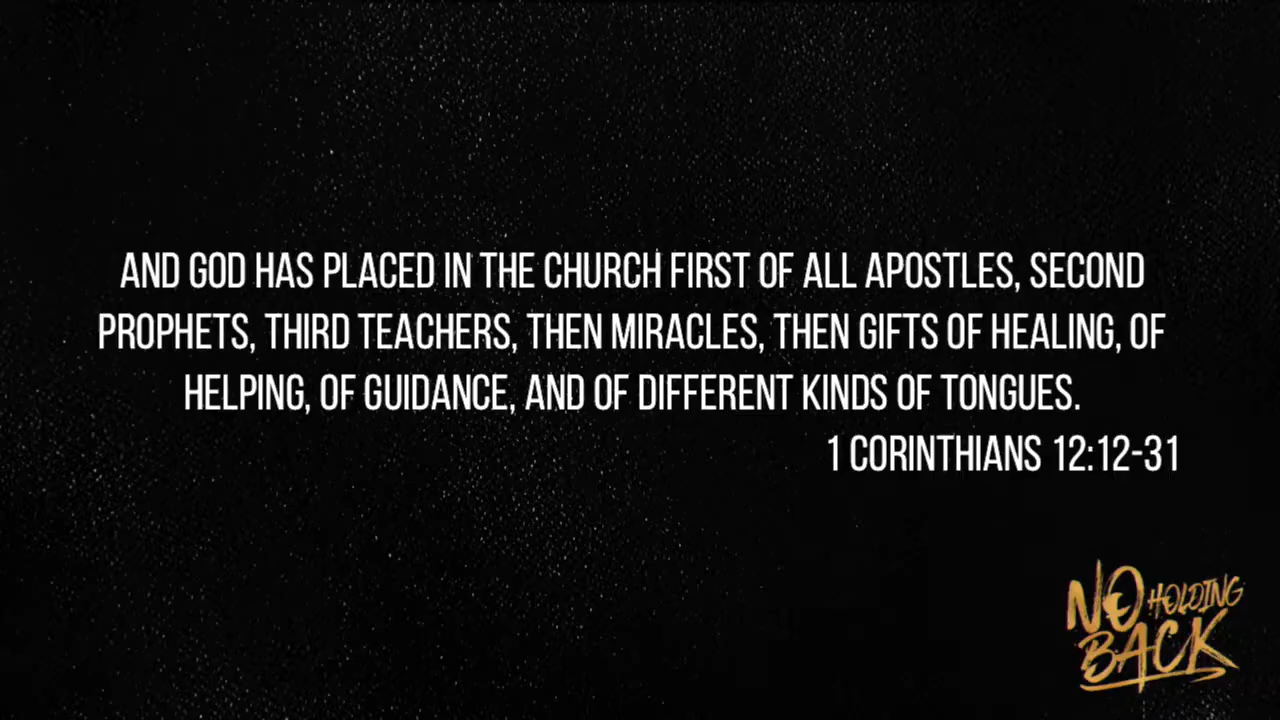 AND GOD HAS PLACED IN THE CHURCH FIRST OF ALL APOSTLES, SECOND
PROPHETS, THIRD TEACHERS, THEN MIRACLES, THEN GIFTS OF HEALING, OF
HELPING, OF GUIDANCE, AND OF DIFFERENT KINDS OF TONGUES.
1 CORINTHIANS 12:12-31
NO HOLDING
BACK